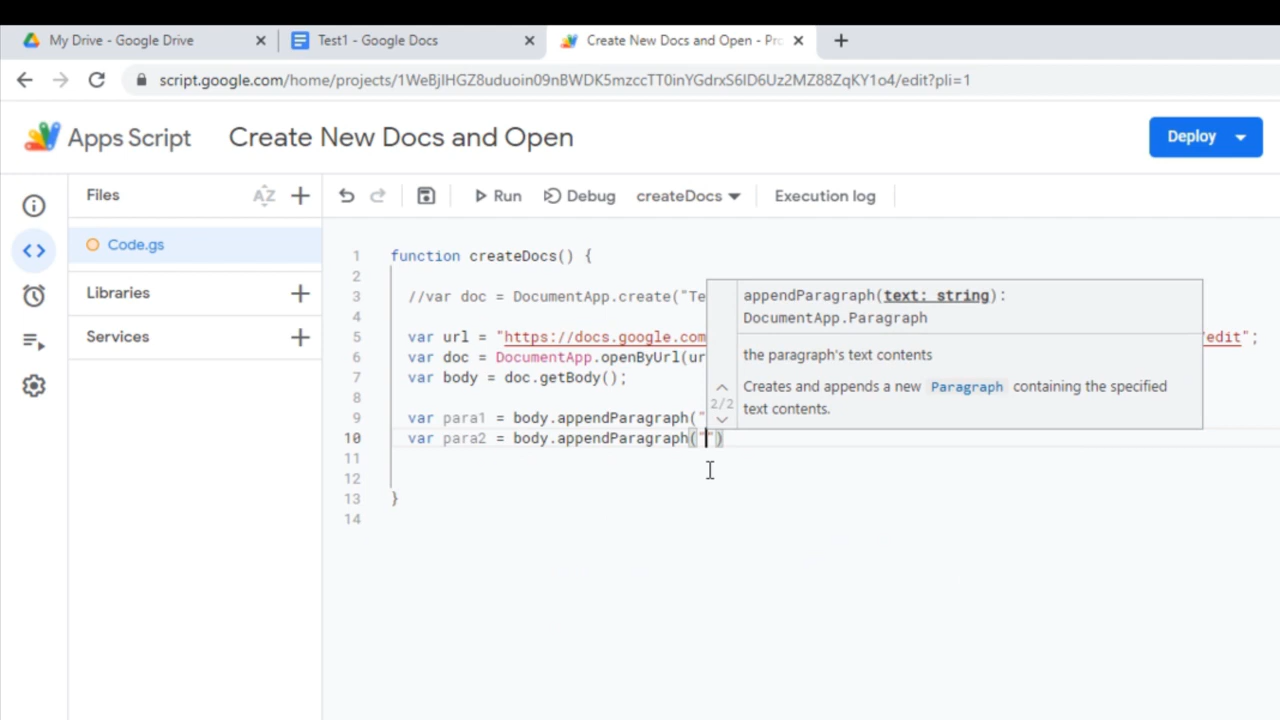 My Drive - Google Drive
Test1 - Google Docs
Create New Docs and Open - Pro
script.google.com/home/projects/1WeBjIHGZ8uduoin09nBWDK5mzccTT0inYGdrxS6ID6Uz2MZ88ZqKY1o4/edit?pli=1
Apps Script
Create New Docs and Open
Deploy
Files
AZ
Run
Debug
createDocs
Execution log
Code.gs
Libraries
Services
1 function createDocs() {
2
3 //var doc = DocumentApp.create("Te
4
5 var url = "https://docs.google.com /edit";
6 var doc = DocumentApp.openByUrl(ur
7 var body = doc.getBody();
8
9 var para1 = body.appendParagraph("
10 var para2 = body.appendParagraph("")
11
12
13 }
14
appendParagraph(text: string):
DocumentApp.Paragraph
the paragraph's text contents
2/2
Creates and appends a new Paragraph containing the specified
text contents.